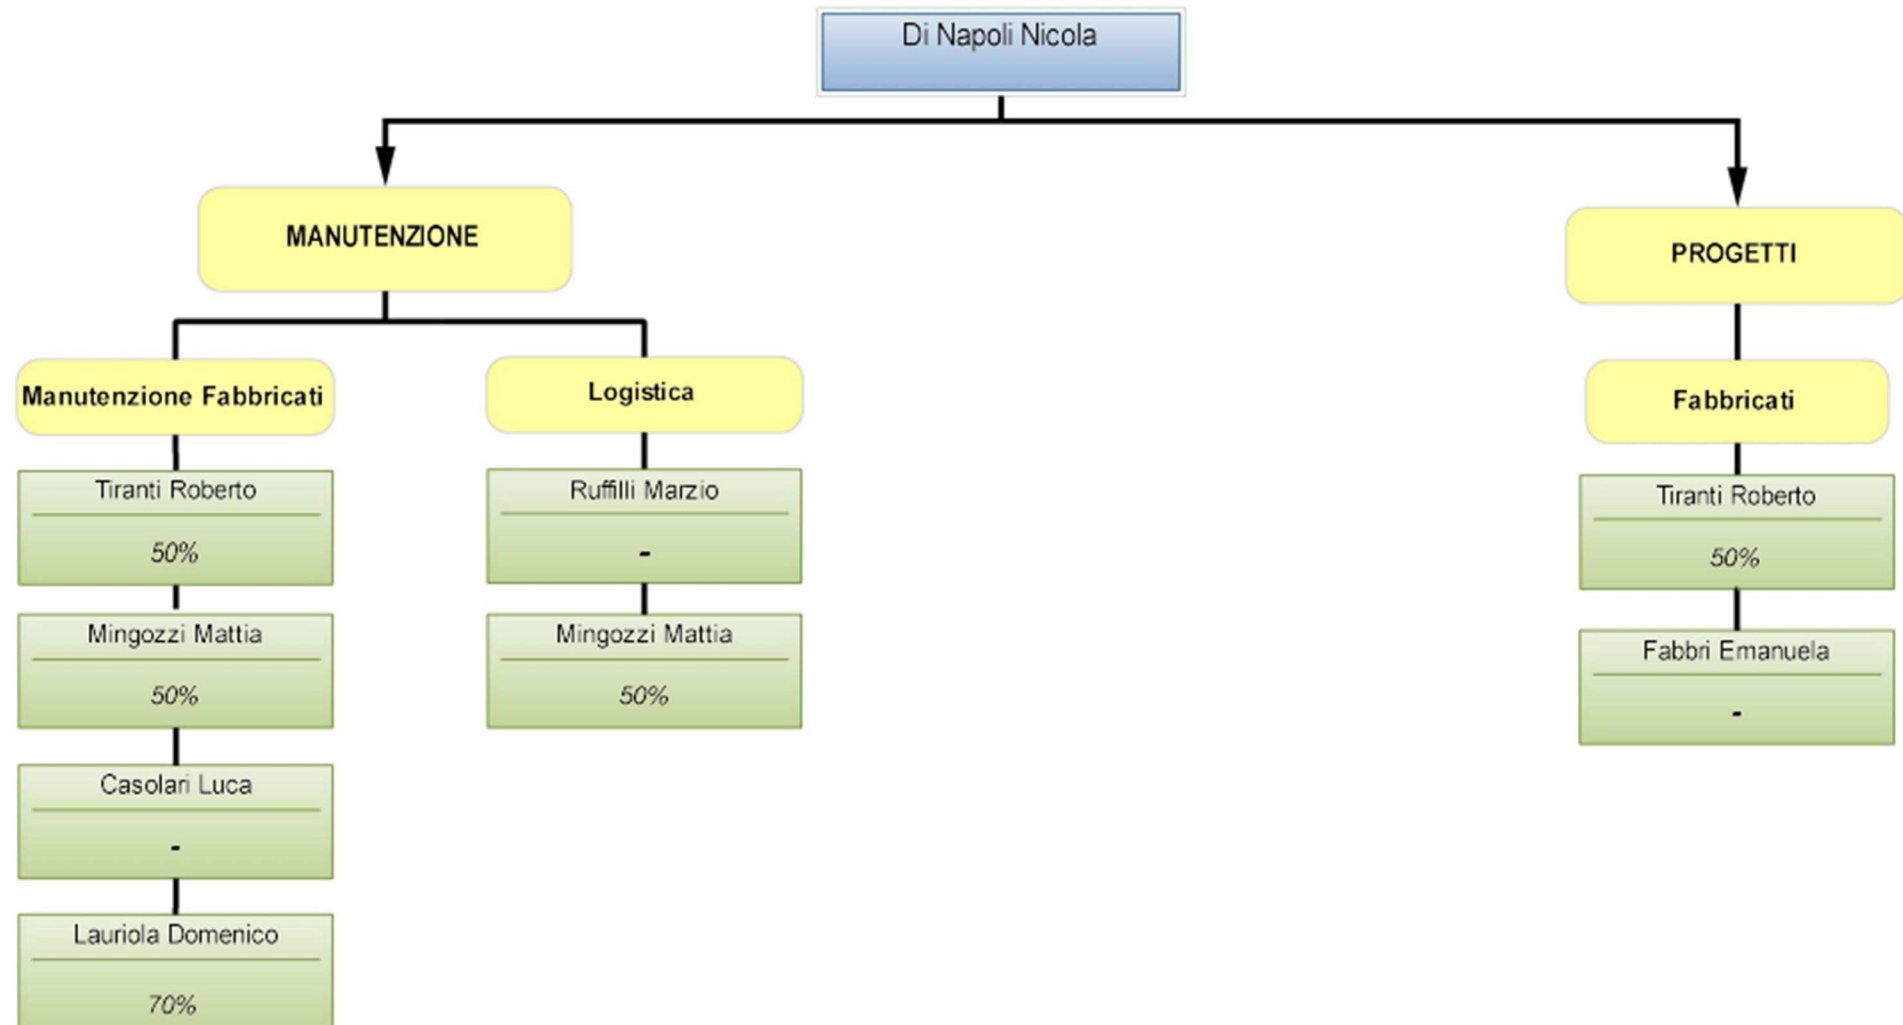 Di Napoli Nicola
MANUTENZIONE
PROGETTI
Manutenzione Fabbricati
Logistica
Fabbricati
Tiranti Roberto
50%
Mingozzi Mattia
50%
Casolari Luca
-
Lauriola Domenico
70%
Ruffilli Marzio
-
Mingozzi Mattia
50%
Tiranti Roberto
50%
Fabbri Emanuela
-